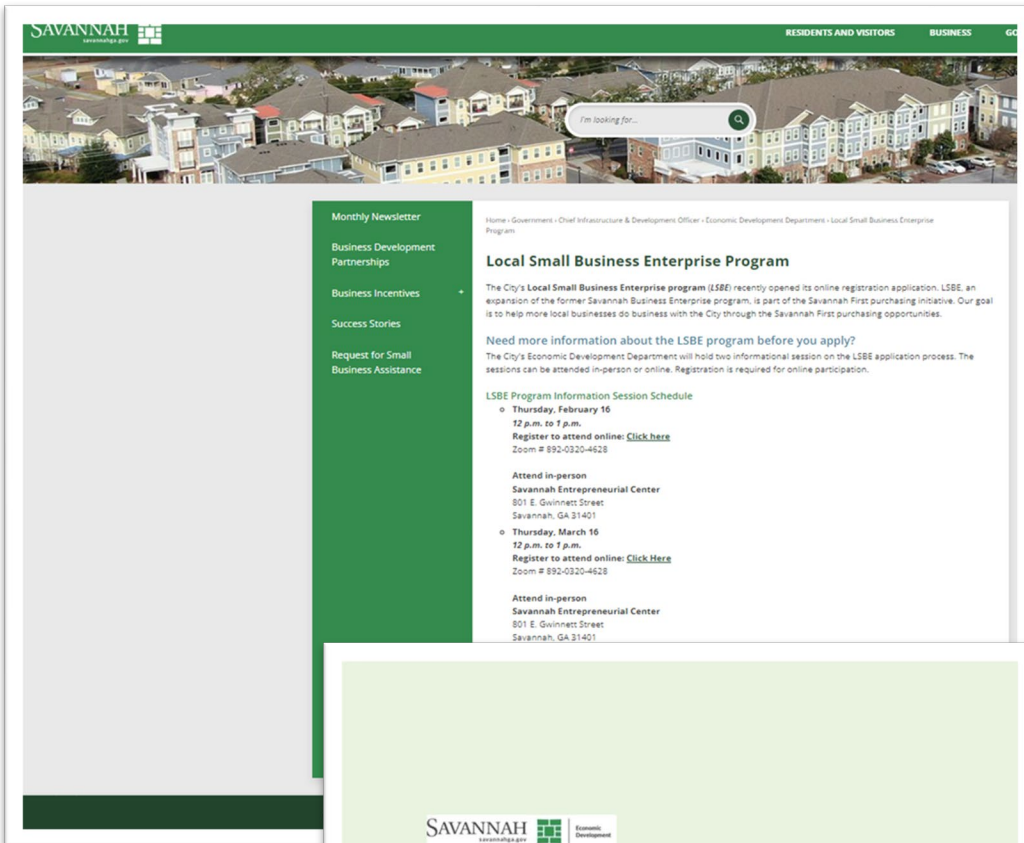 SAVANNAH
savannahga.gov
RESIDENTS AND VISITORS
BUSINESS
GO
I'm looking for...
Monthly Newsletter
Business Development
Partnerships
Business Incentives +
Success Stories
Request for Small
Business Assistance
Home › Government › Chief Infrastructure & Development Officer › Economic Development Department › Local Small Business Enterprise
Program
Local Small Business Enterprise Program
The City's Local Small Business Enterprise program (LSBE) recently opened its online registration application. LSBE, an
expansion of the former Savannah Business Enterprise program, is part of the Savannah First purchasing initiative. Our goal
is to help more local businesses do business with the City through the Savannah First purchasing opportunities.
Need more information about the LSBE program before you apply?
The City's Economic Development Department will hold two informational session on the LSBE application process. The
sessions can be attended in-person or online. Registration is required for online participation.
LSBE Program Information Session Schedule
Thursday, February 16
12 p.m. to 1 p.m.
Register to attend online: Click here
Zoom # 892-0320-4628
Attend in-person
Savannah Entrepreneurial Center
801 E. Gwinnett Street
Savannah, GA 31401
Thursday, March 16
12 p.m. to 1 p.m.
Register to attend online: Click Here
Zoom # 892-0320-4628
Attend in-person
Savannah Entrepreneurial Center
801 E. Gwinnett Street
Savannah, GA 31401
SAVANNAH
savannahga.gov
Economic
Development